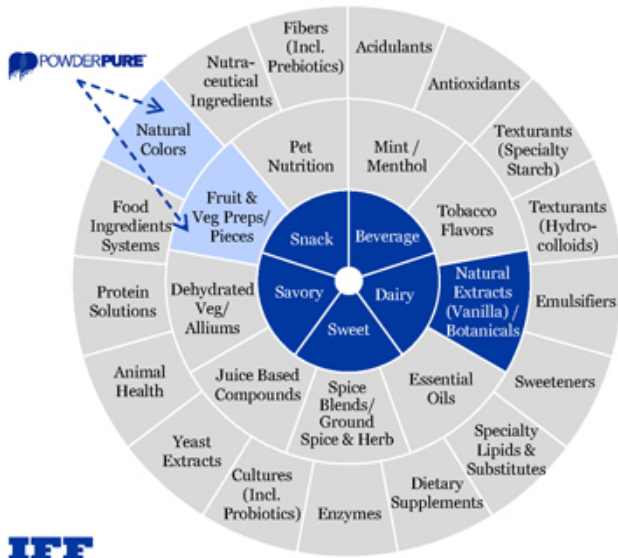 Fibers
(Incl.
Prebiotics)
Acidulants
Nutra-
ceutical
Ingredients
Antioxidants
POWDERPURE™
Natural
Colors
Pet
Nutrition
Mint /
Menthol
Texturants
(Specialty
Starch)
Food
Ingredients
Systems
Fruit &
Veg Preps/
Pieces
Snack
Beverage
Tobacco
Flavors
Texturants
(Hydro-
colloids)
Protein
Solutions
Dehydrated
Veg/
Alliums
Savory
Dairy
Sweet
Natural
Extracts
(Vanilla) /
Botanicals
Emulsifiers
Animal
Health
Juice Based
Compounds
Spice
Blends/
Ground
Spice & Herb
Essential
Oils
Sweeteners
Yeast
Extracts
Cultures
(Incl.
Probiotics)
Enzymes
Dietary
Supplements
Specialty
Lipids &
Substitutes
IFF